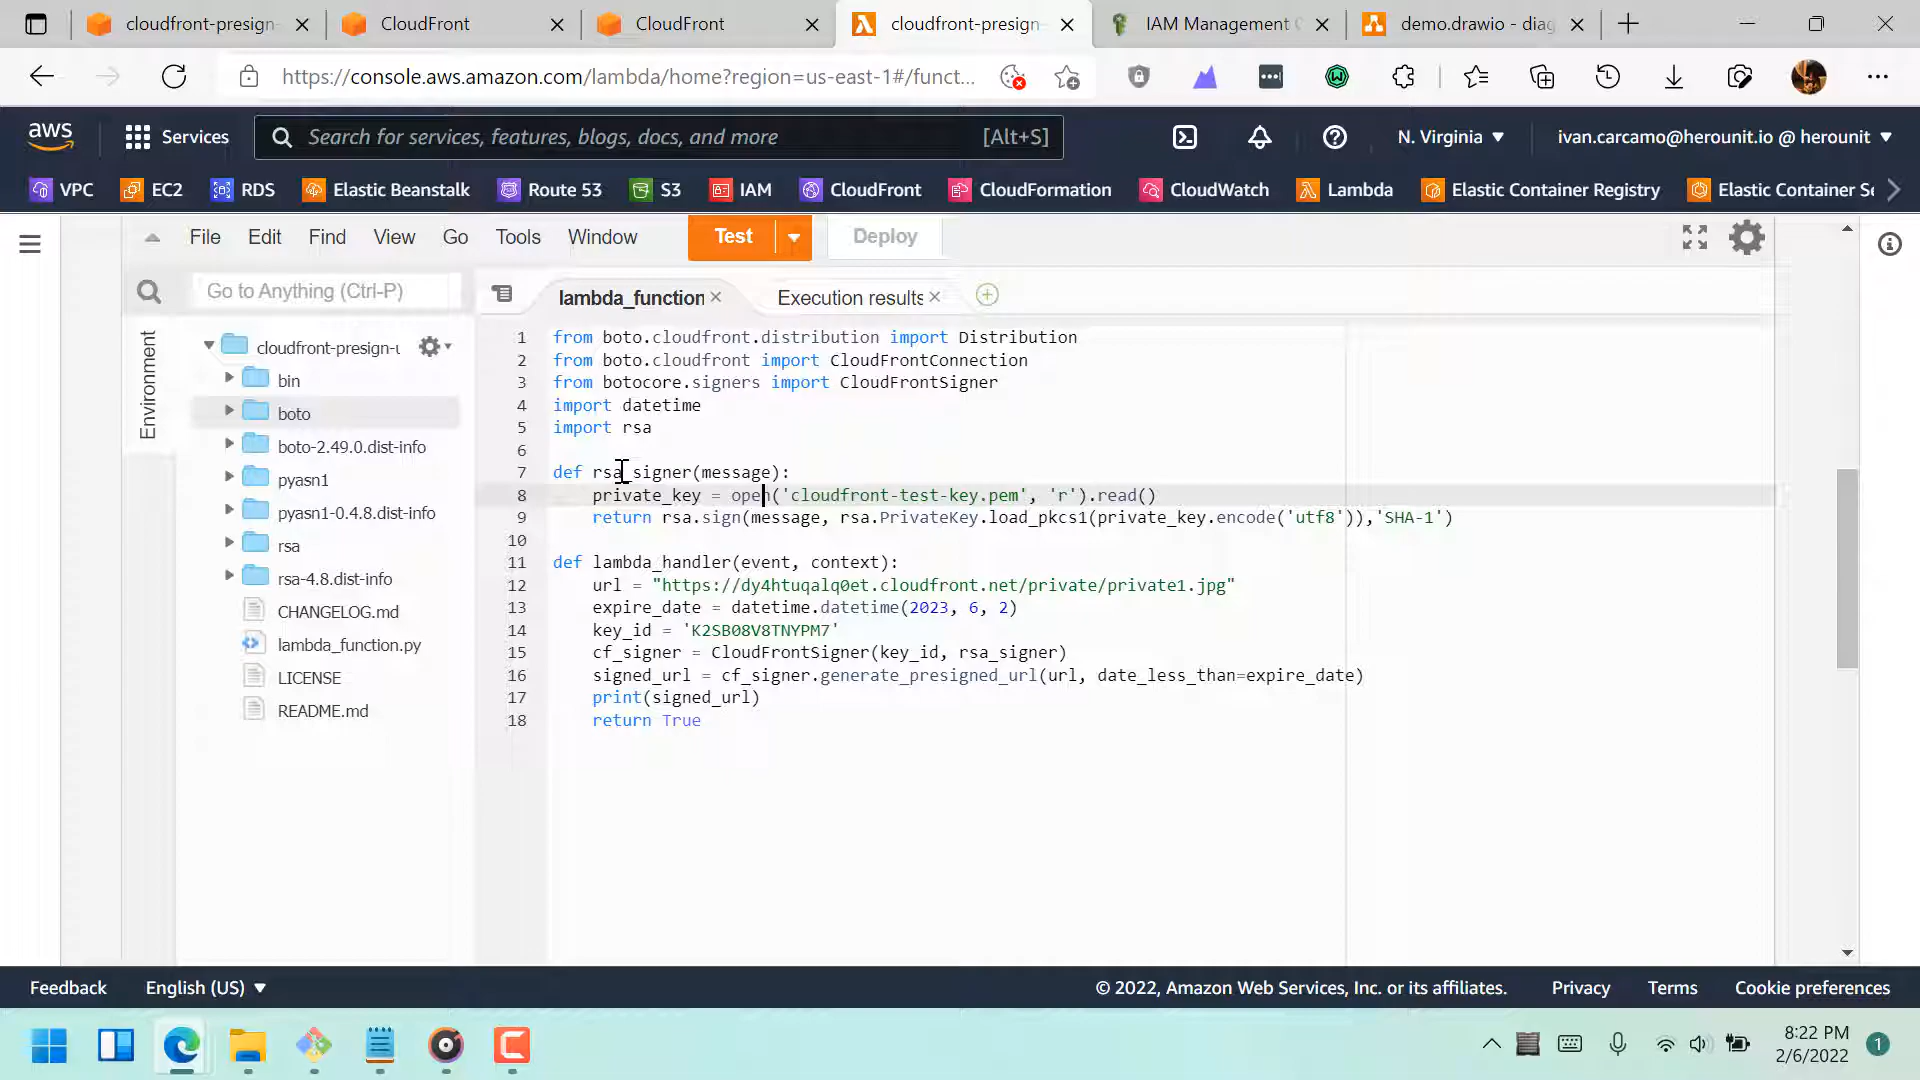 cloudfront-presign-
CloudFront
CloudFront
cloudfront-presign-
IAM Management C
demo.drawio - diag
https://console.aws.amazon.com/lambda/home?region=us-east-1#/funct...
aws
Services
Search for services, features, blogs, docs, and more
[Alt+S]
N. Virginia
ivan.carcamo@herounit.io @ herounit
VPC
EC2
RDS
Elastic Beanstalk
Route 53
S3
IAM
CloudFront
CloudFormation
CloudWatch
Lambda
Elastic Container Registry
Elastic Container Se
File
Edit
Find
View
Go
Tools
Window
Test
Deploy
Go to Anything (Ctrl-P)
lambda_function
Execution results
Environment
cloudfront-presign-u
bin
boto
boto-2.49.0.dist-info
pyasn1
pyasn1-0.4.8.dist-info
rsa
rsa-4.8.dist-info
CHANGELOG.md
lambda_function.py
LICENSE
README.md
1 from boto.cloudfront.distribution import Distribution
2 from boto.cloudfront import CloudFrontConnection
3 from botocore.signers import CloudFrontSigner
4 import datetime
5 import rsa
6
7 def rsa_signer(message):
8 private_key = open('cloudfront-test-key.pem', 'r').read()
9 return rsa.sign(message, rsa.PrivateKey.load_pkcs1(private_key.encode('utf8')),'SHA-1')
10
11 def lambda_handler(event, context):
12 url = "https://dy4htuqalq0et.cloudfront.net/private/private1.jpg"
13 expire_date = datetime.datetime(2023, 6, 2)
14 key_id = 'K2SB08V8TNYPM7'
15 cf_signer = CloudFrontSigner(key_id, rsa_signer)
16 signed_url = cf_signer.generate_presigned_url(url, date_less_than=expire_date)
17 print(signed_url)
18 return True
Feedback
English (US)
© 2022, Amazon Web Services, Inc. or its affiliates.
Privacy
Terms
Cookie preferences
8:22 PM
2/6/2022
1